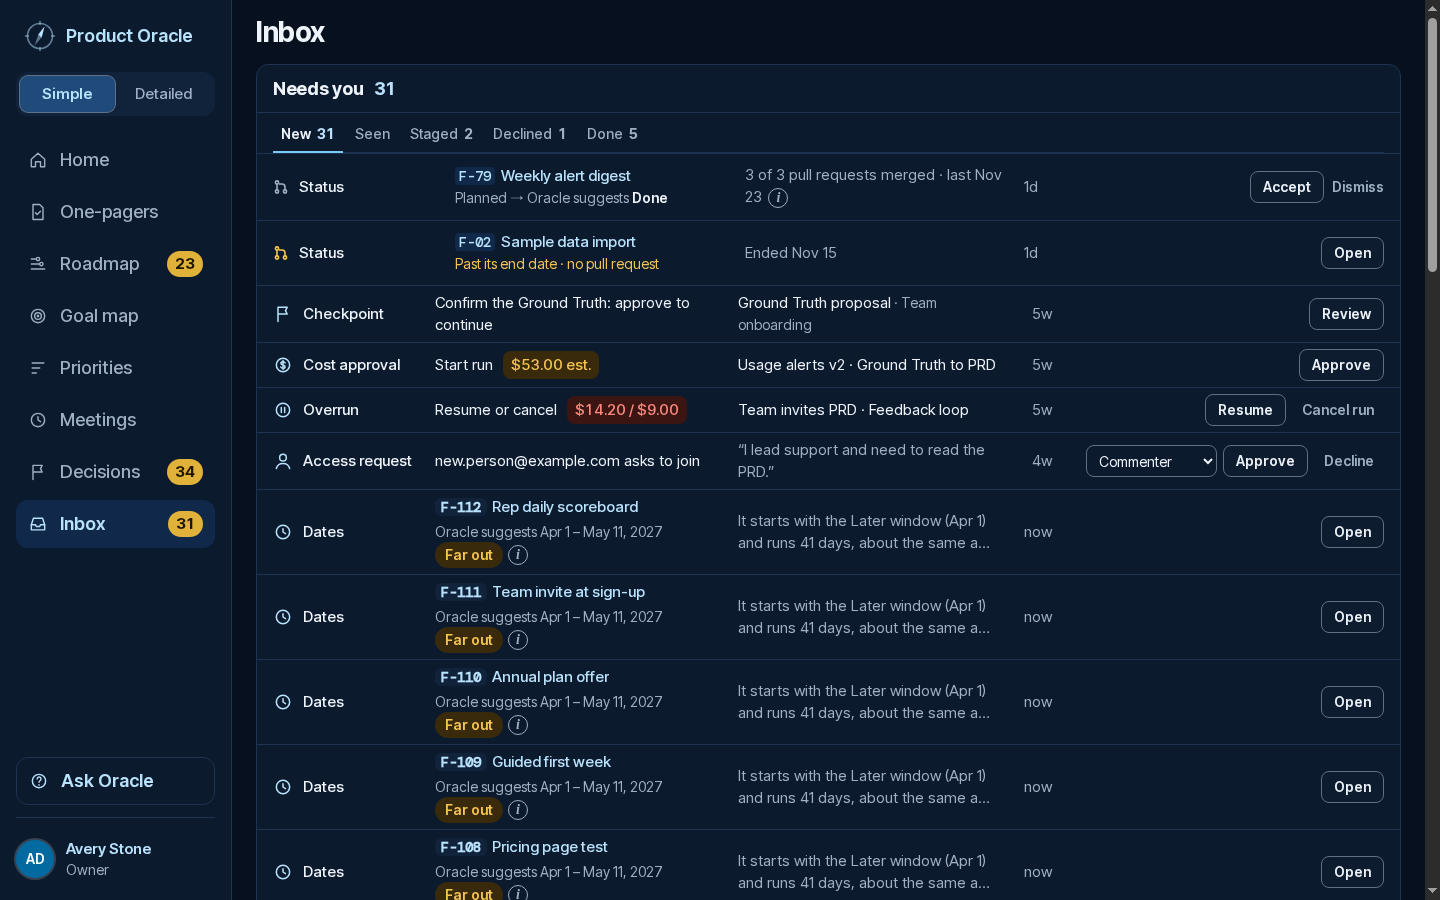 Product Oracle
Simple Detailed
Home
One-pagers
Roadmap 23
Goal map
Priorities
Meetings
Decisions 34
Inbox 31
Ask Oracle
AD Avery Stone
Owner
Inbox
Needs you 31
New 31 Seen Staged 2 Declined 1 Done 5
Status F-79 Weekly alert digest
Planned → Oracle suggests Done
3 of 3 pull requests merged · last Nov
23 i
1d Accept Dismiss
Status F-02 Sample data import
Past its end date · no pull request
Ended Nov 15 1d Open
Checkpoint Confirm the Ground Truth: approve to
continue
Ground Truth proposal · Team
onboarding
5w Review
Cost approval Start run $53.00 est. Usage alerts v2 · Ground Truth to PRD 5w Approve
Overrun Resume or cancel $14.20 / $9.00 Team invites PRD · Feedback loop 5w Resume Cancel run
Access request new.person@example.com asks to join
“I lead support and need to read the
PRD.”
4w Commenter Approve Decline
Dates F-112 Rep daily scoreboard
Oracle suggests Apr 1 – May 11, 2027
Far out i
It starts with the Later window (Apr 1)
and runs 41 days, about the same a...
now Open
Dates F-111 Team invite at sign-up
Oracle suggests Apr 1 – May 11, 2027
Far out i
It starts with the Later window (Apr 1)
and runs 41 days, about the same a...
now Open
Dates F-110 Annual plan offer
Oracle suggests Apr 1 – May 11, 2027
Far out i
It starts with the Later window (Apr 1)
and runs 41 days, about the same a...
now Open
Dates F-109 Guided first week
Oracle suggests Apr 1 – May 11, 2027
Far out i
It starts with the Later window (Apr 1)
and runs 41 days, about the same a...
now Open
Dates F-108 Pricing page test
Oracle suggests Apr 1 – May 11, 2027
Far out i
It starts with the Later window (Apr 1)
and runs 41 days, about the same a...
now Open